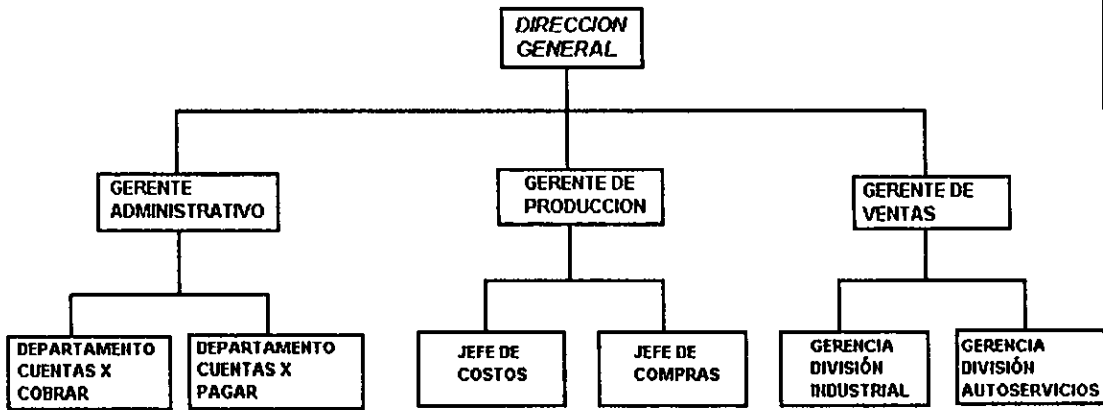 DIRECCION
GENERAL
GERENTE
ADMINISTRATIVO
GERENTE DE
PRODUCCION
GERENTE DE
VENTAS
DEPARTAMENTO
CUENTAS X
COBRAR
DEPARTAMENTO
CUENTAS X
PAGAR
JEFE DE
COSTOS
JEFE DE
COMPRAS
GERENCIA
DIVISIÓN
INDUSTRIAL
GERENCIA
DIVISIÓN
AUTOSERVICIOS